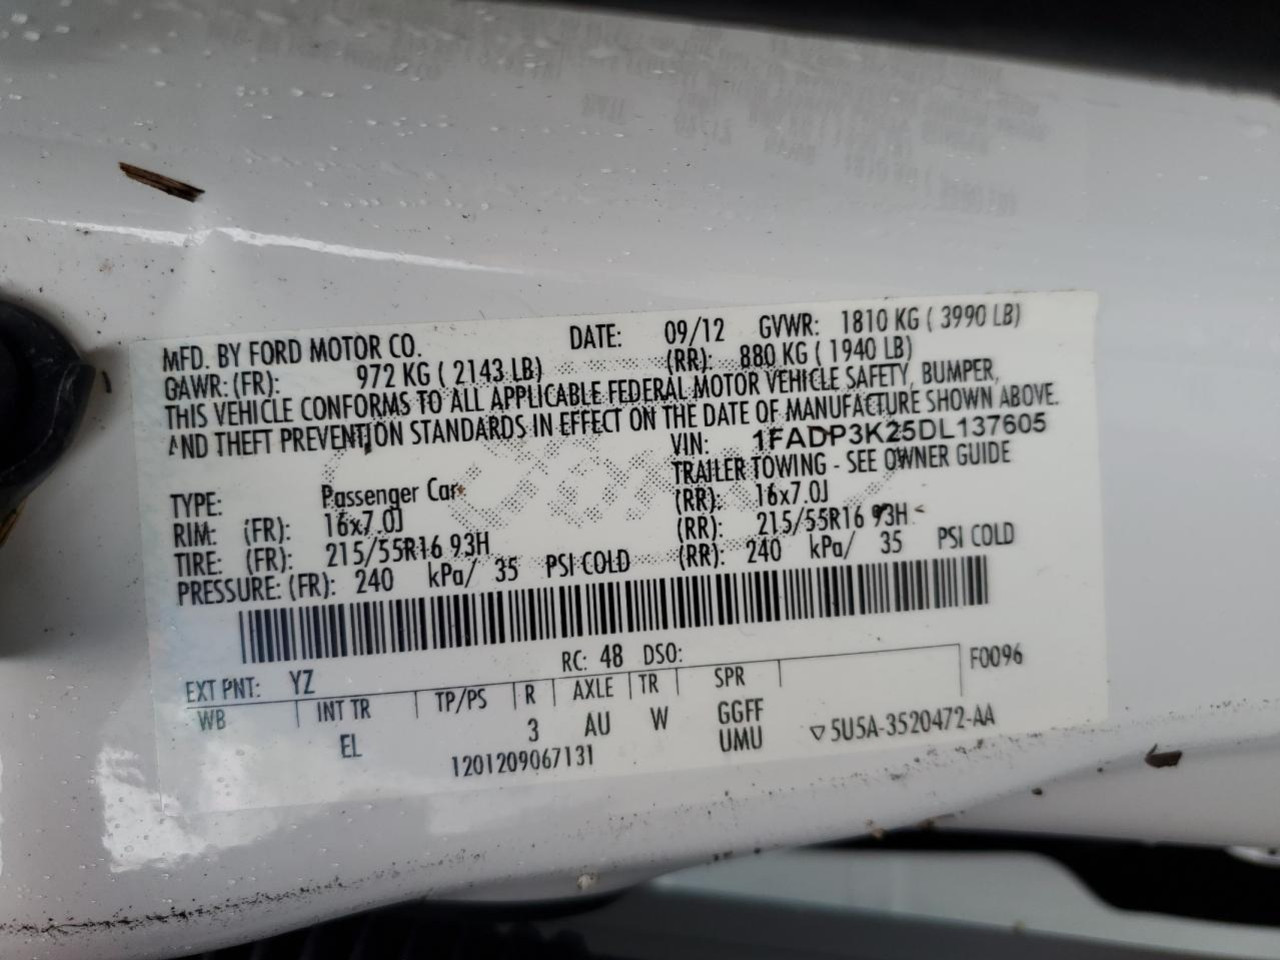 MFD. BY FORD MOTOR CO. DATE: 09/12 GVWR: 1810 KG ( 3990 LB)
GAWR: (FR): 972 KG ( 2143 LB) (RR): 880 KG ( 1940 LB)
THIS VEHICLE CONFORMS TO ALL APPLICABLE FEDERAL MOTOR VEHICLE SAFETY, BUMPER,
AND THEFT PREVENTION STANDARDS IN EFFECT ON THE DATE OF MANUFACTURE SHOWN ABOVE.
VIN: 1FADP3K25DL137605
TYPE: Passenger Car TRAILER TOWING - SEE OWNER GUIDE
RIM: (FR): 16x7.0J (RR): 16x7.0J
TIRE: (FR): 215/55R16 93H (RR): 215/55R16 93H
PRESSURE: (FR): 240 kPa/ 35 PSI COLD (RR): 240 kPa/ 35 PSI COLD
RC: 48 DSO:
EXT PNT: YZ F0096
WB INT TR TP/PS R AXLE TR SPR
EL 3 AU W GGFF
UMU
1201209067131 ▽5U5A-3520472-AA